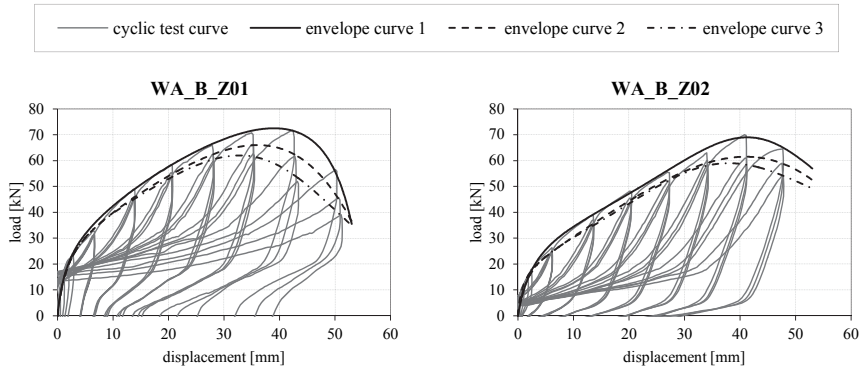 cyclic test curve envelope curve 1 envelope curve 2 envelope curve 3
WA_B_Z01
80
70
60
50
40
30
20
10
0
load [kN]
0 10 20 30 40 50 60
displacement [mm]
WA_B_Z02
80
70
60
50
40
30
20
10
0
load [kN]
0 10 20 30 40 50 60
displacement [mm]